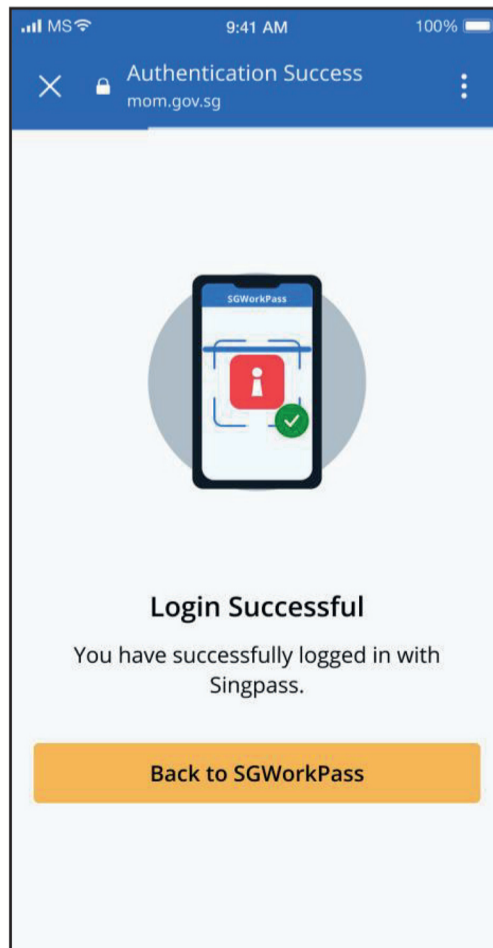 MS 9:41 AM 100%
Authentication Success
mom.gov.sg
SGWorkPass
Login Successful
You have successfully logged in with
Singpass.
Back to SGWorkPass